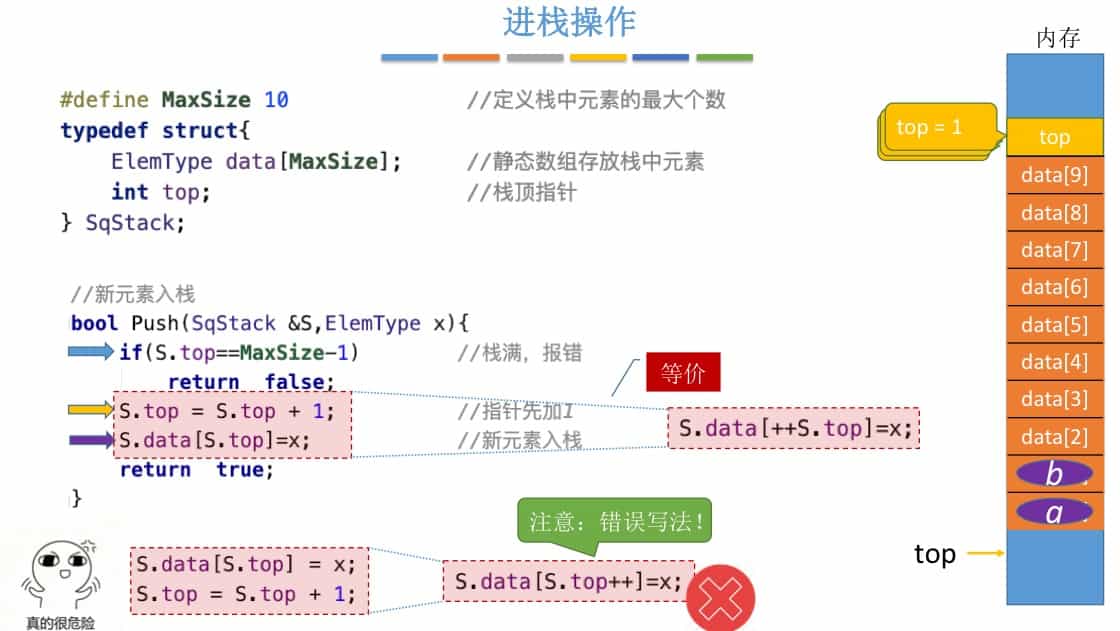 进栈操作
#define MaxSize 10 //定义栈中元素的最大个数
typedef struct{
ElemType data[MaxSize]; //静态数组存放栈中元素
int top; //栈顶指针
} SqStack;
//新元素入栈
bool Push(SqStack &S,ElemType x){
if(S.top==MaxSize-1) //栈满，报错
return false;
S.top = S.top + 1; //指针先加1
S.data[S.top]=x; //新元素入栈
return true;
}
等价
S.data[++S.top]=x;
注意：错误写法！
S.data[S.top] = x;
S.top = S.top + 1;
S.data[S.top++]=x;
真的很危险
内存
top = 1
top
data[9]
data[8]
data[7]
data[6]
data[5]
data[4]
data[3]
data[2]
b
a
top